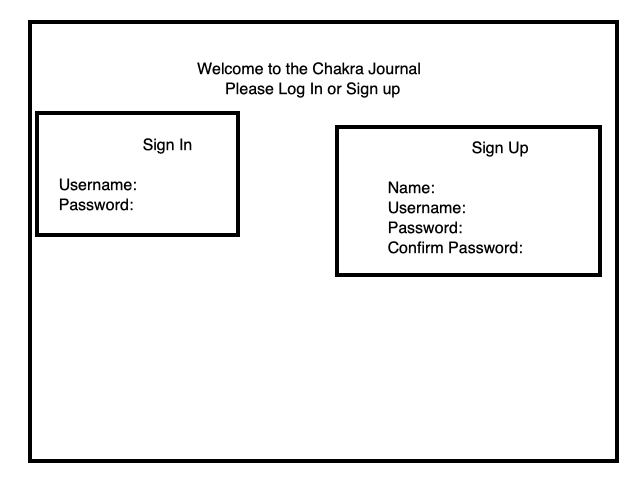 Welcome to the Chakra Journal
Please Log In or Sign up
Sign In
Username:
Password:
Sign Up
Name:
Username:
Password:
Confirm Password: